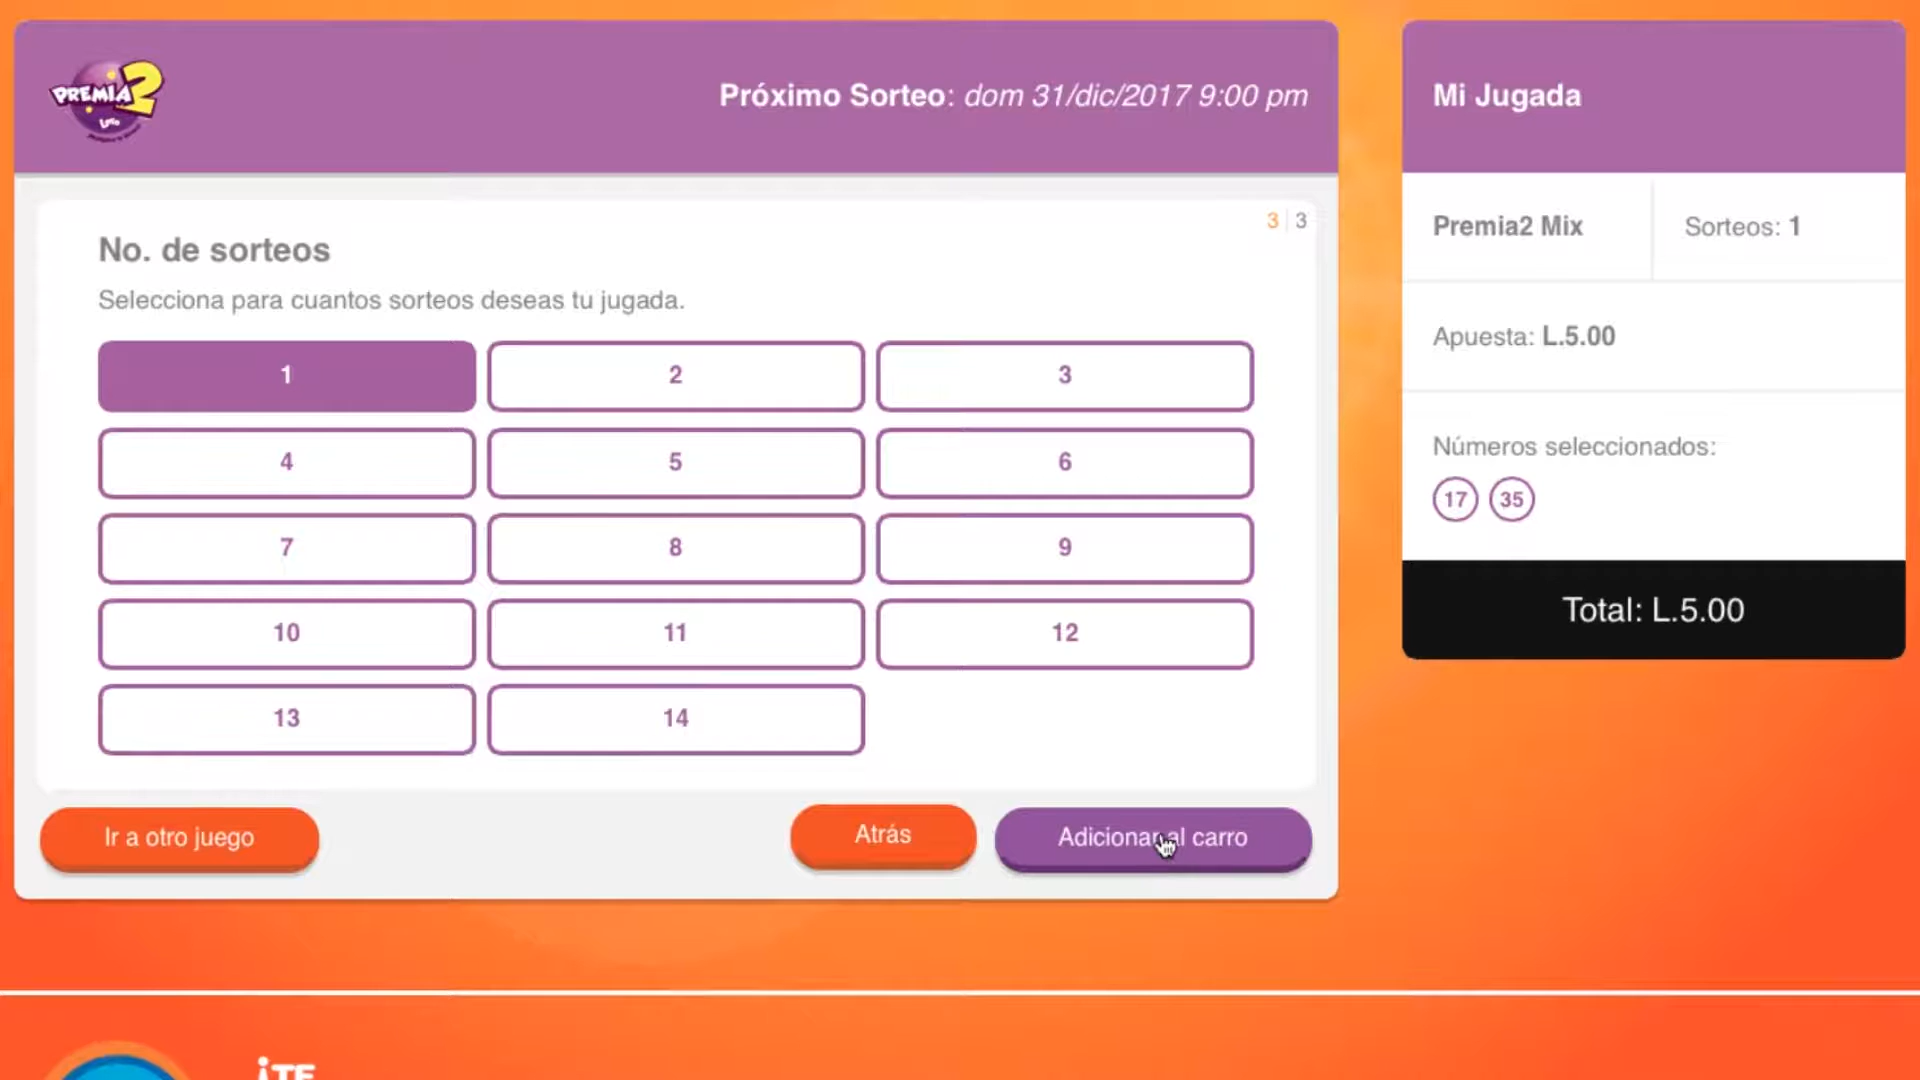 PREMIA2
Loto
Próximo Sorteo: dom 31/dic/2017 9:00 pm
3 | 3
No. de sorteos
Selecciona para cuantos sorteos deseas tu jugada.
1 2 3
4 5 6
7 8 9
10 11 12
13 14
Ir a otro juego
Atrás
Adicionar al carro
Mi Jugada
Premia2 Mix
Sorteos: 1
Apuesta: L.5.00
Números seleccionados:
17 35
Total: L.5.00
¡TE